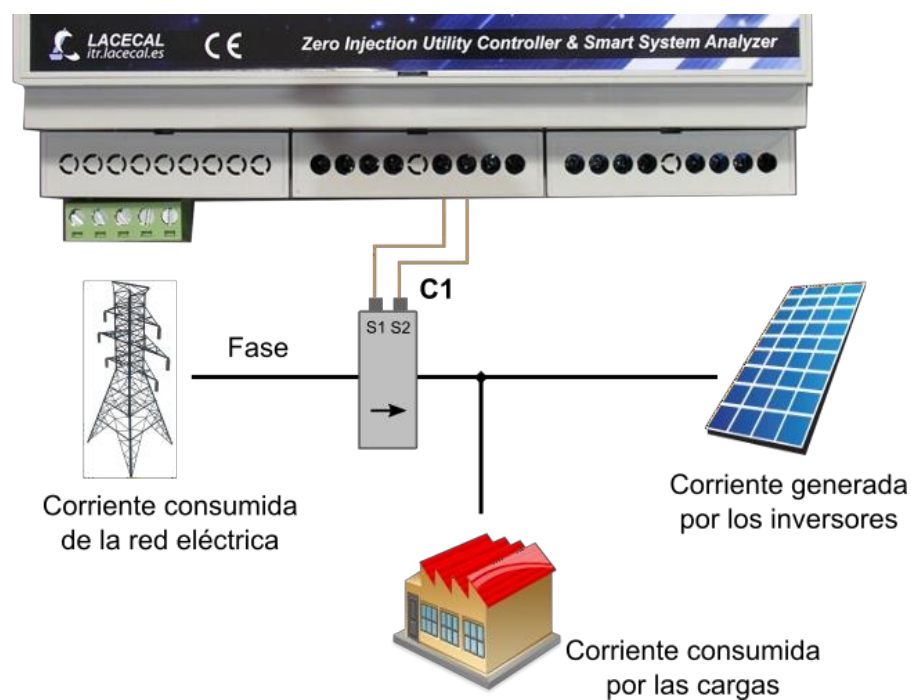 LACECAL
itr.lacecal.es
CE
Zero Injection Utility Controller & Smart System Analyzer
C1
S1 S2
Fase
Corriente consumida
de la red eléctrica
Corriente generada
por los inversores
Corriente consumida
por las cargas